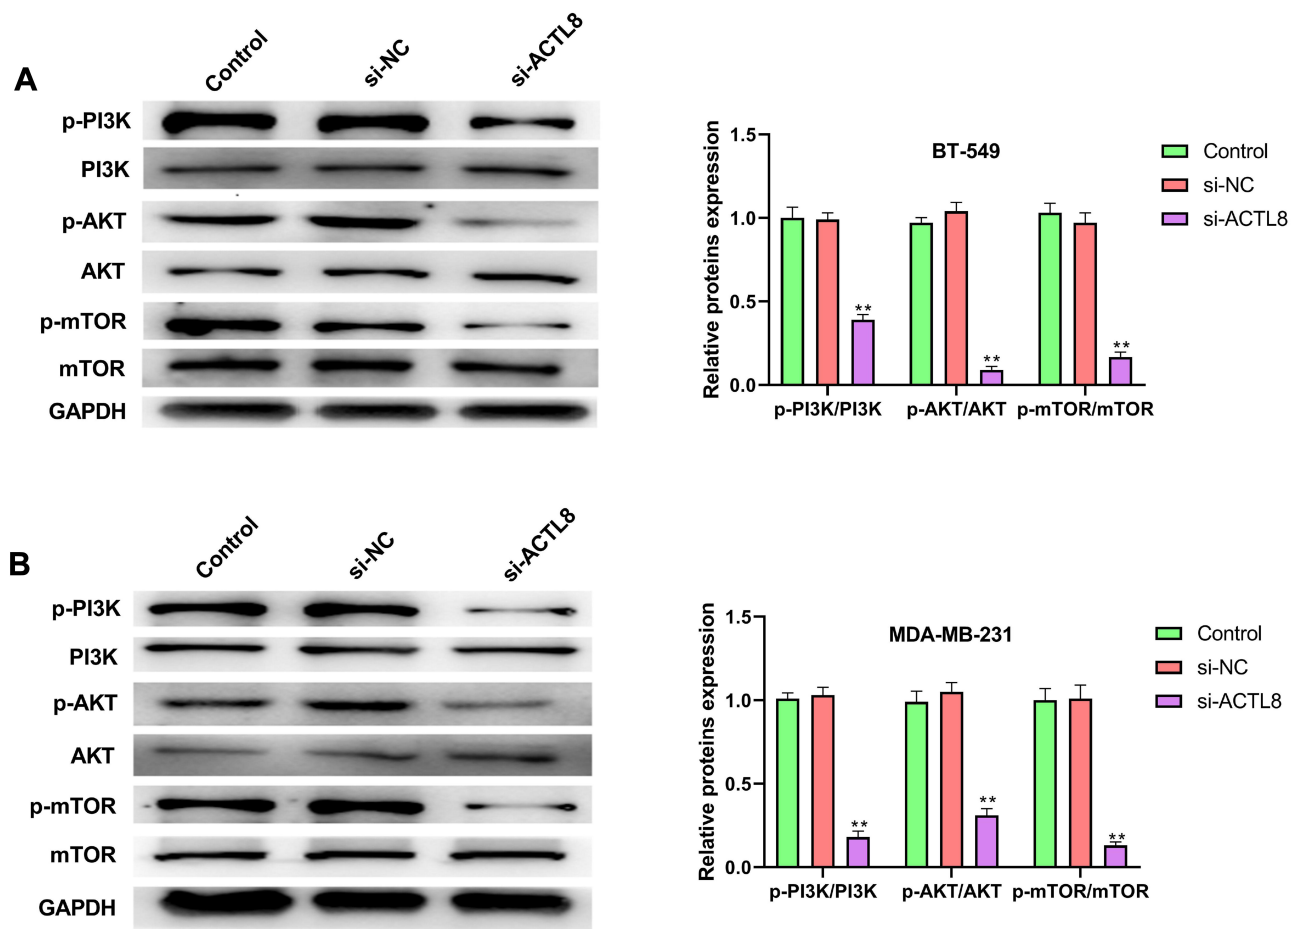 A
Control
si-NC
si-ACTL8
p-PI3K
PI3K
p-AKT
AKT
p-mTOR
mTOR
GAPDH
Relative proteins expression
1.5
1.0
0.5
0.0
BT-549
**
**
**
p-PI3K/PI3K
p-AKT/AKT
p-mTOR/mTOR
Control
si-NC
si-ACTL8
B
Control
si-NC
si-ACTL8
p-PI3K
PI3K
p-AKT
AKT
p-mTOR
mTOR
GAPDH
Relative proteins expression
1.5
1.0
0.5
0.0
MDA-MB-231
**
**
**
p-PI3K/PI3K
p-AKT/AKT
p-mTOR/mTOR
Control
si-NC
si-ACTL8